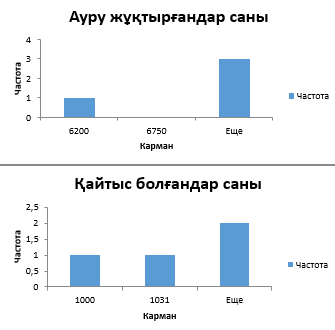 Ауру жұқтырғандар саны
4
3
2
1
0
Частота
6200 6750 Еще
Карман
Частота
Қайтыс болғандар саны
2,5
2
1,5
1
0,5
0
Частота
1000 1031 Еще
Карман
Частота